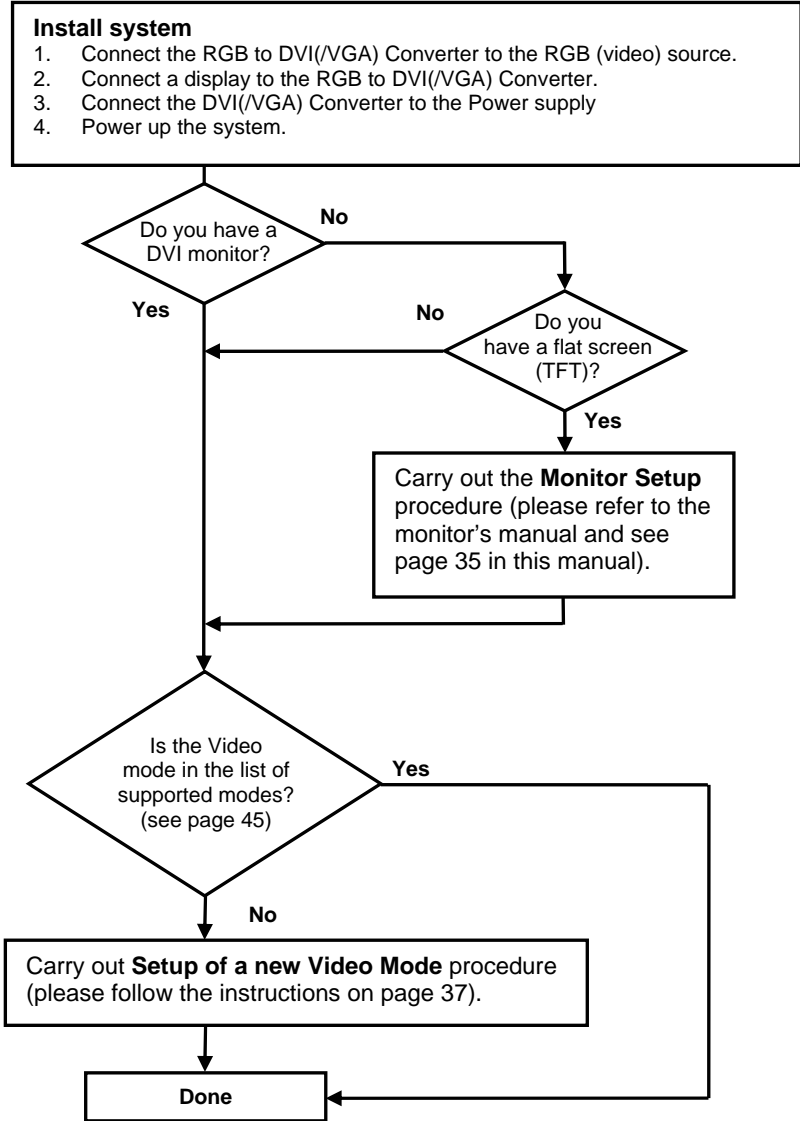 Install system
1. Connect the RGB to DVI(/VGA) Converter to the RGB (video) source.
2. Connect a display to the RGB to DVI(/VGA) Converter.
3. Connect the DVI(/VGA) Converter to the Power supply
4. Power up the system.
Do you have a
DVI monitor?
No
Yes
No
Do you
have a flat screen
(TFT)?
Yes
Carry out the Monitor Setup
procedure (please refer to the
monitor's manual and see
page 35 in this manual).
Is the Video
mode in the list of
supported modes?
(see page 45)
Yes
No
Carry out Setup of a new Video Mode procedure
(please follow the instructions on page 37).
Done